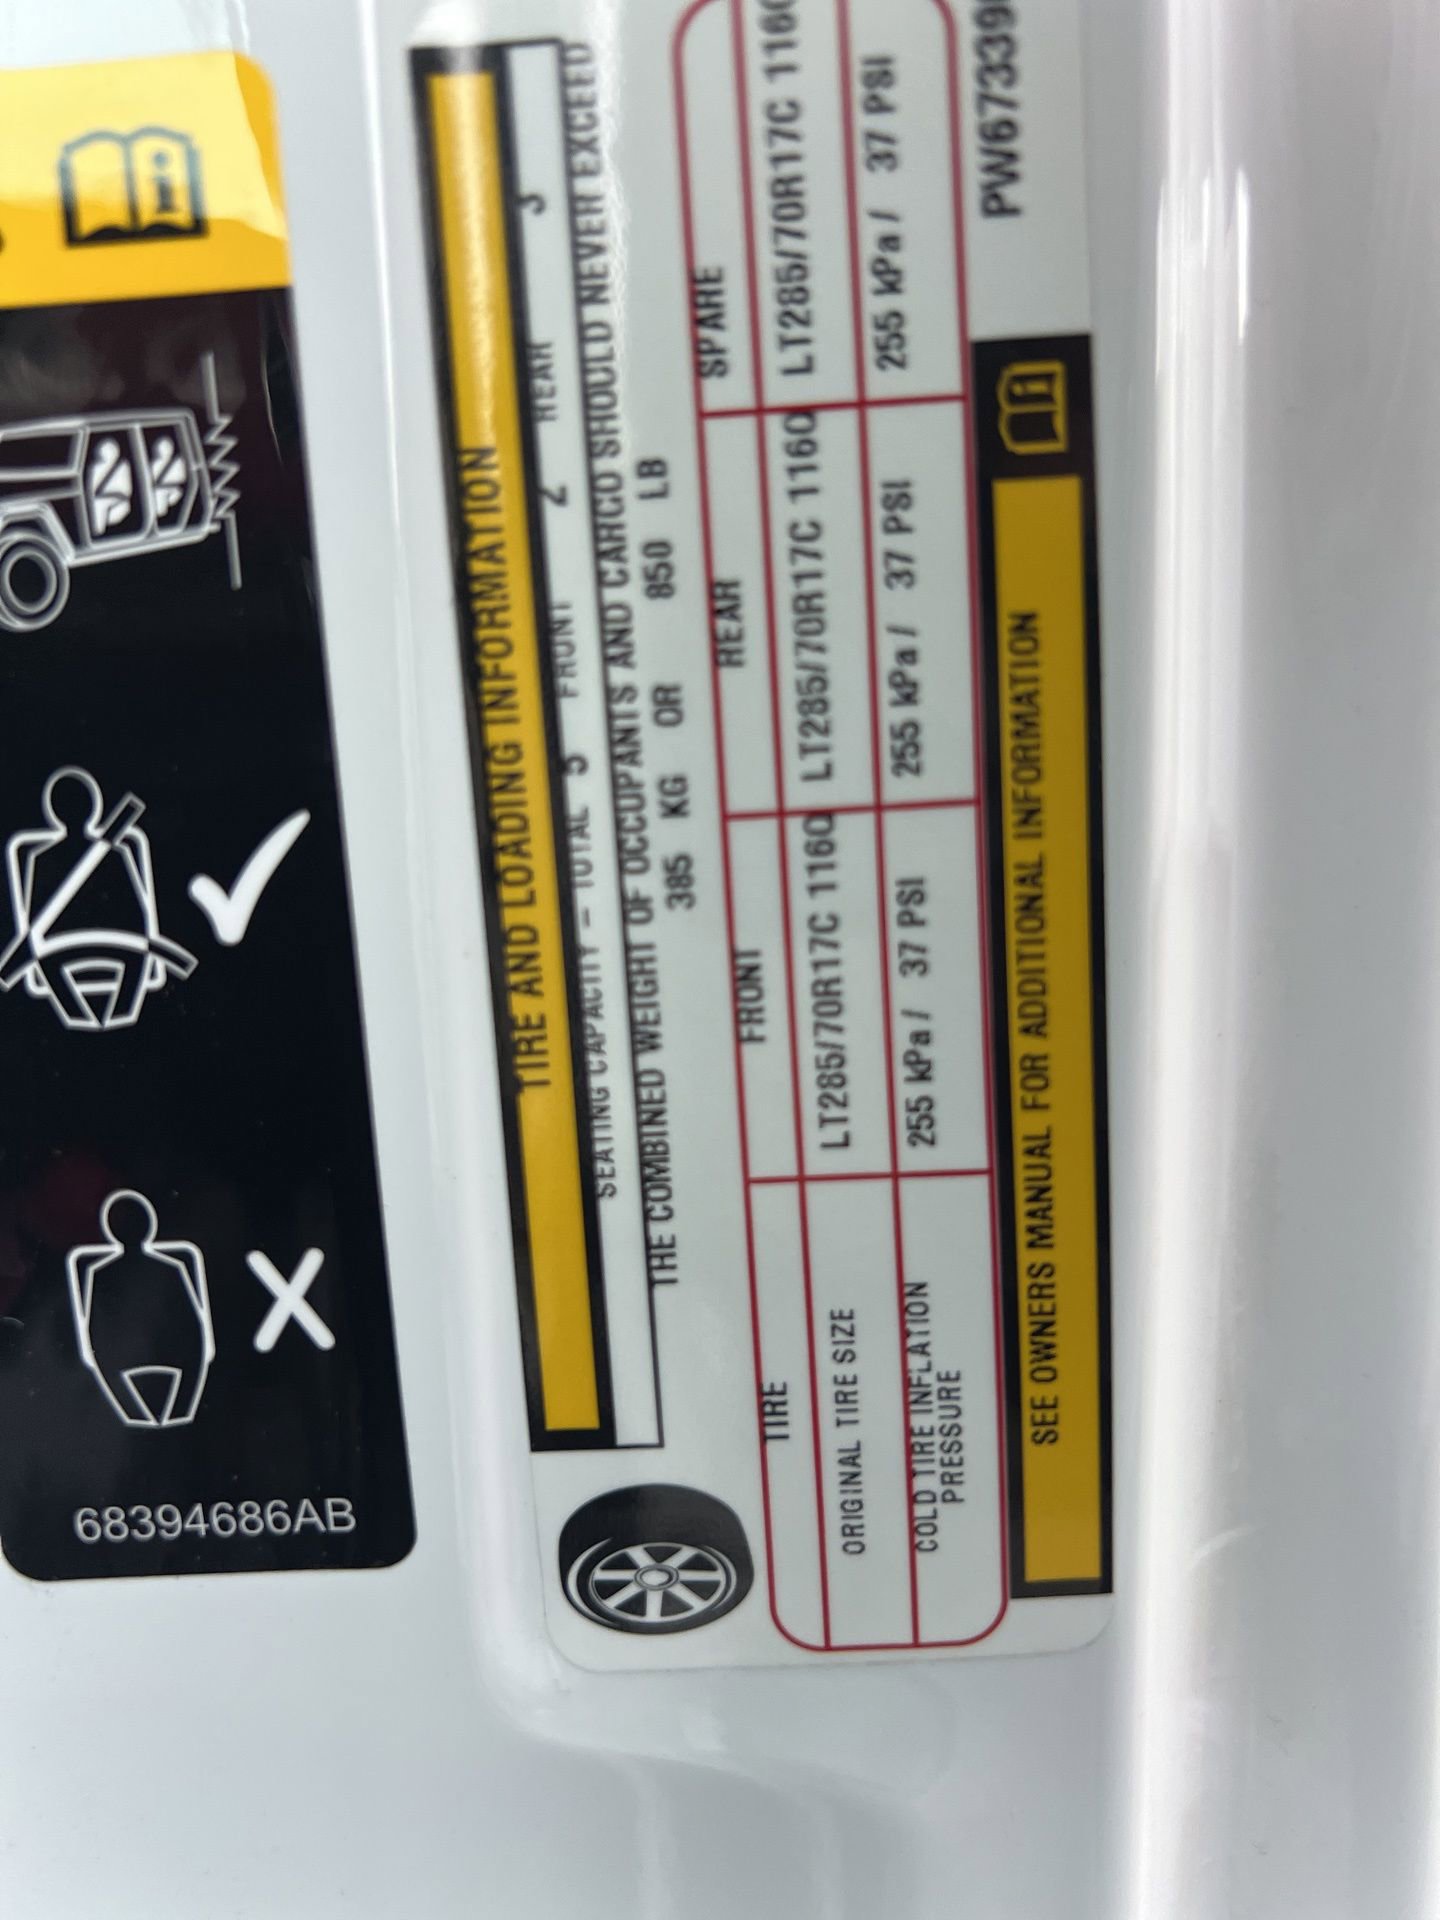 68394686AB
TIRE AND LOADING INFORMATION
SEATING CAPACITY – TOTAL 5 FRONT 2 REAR 3
THE COMBINED WEIGHT OF OCCUPANTS AND CARGO SHOULD NEVER EXCEED
385 KG OR 850 LB
TIRE FRONT REAR SPARE
ORIGINAL TIRE SIZE LT285/70R17C 116Q LT285/70R17C 116Q LT285/70R17C 116Q
COLD TIRE INFLATION
PRESSURE 255 kPa / 37 PSI 255 kPa / 37 PSI 255 kPa / 37 PSI
SEE OWNERS MANUAL FOR ADDITIONAL INFORMATION